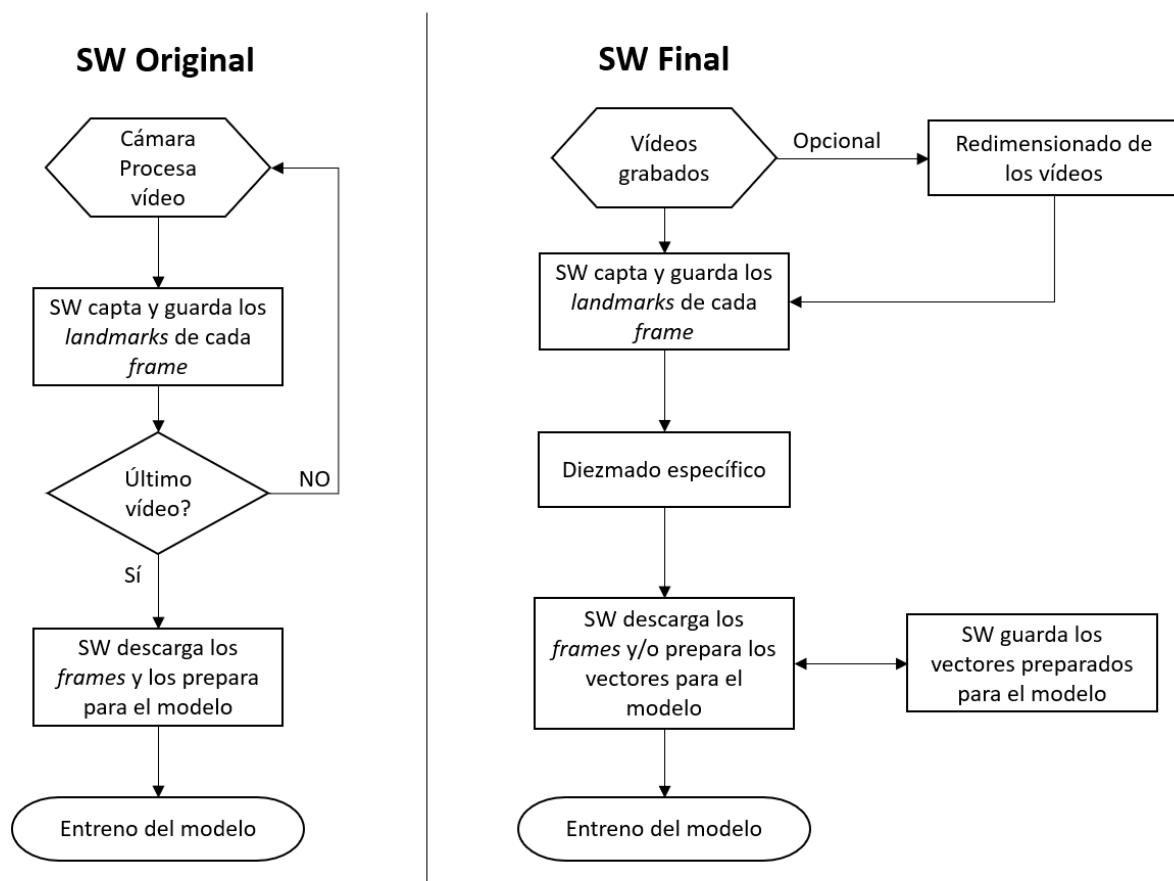 SW Original
Cámara
Procesa
vídeo
SW capta y guarda los
landmarks de cada
frame
Último
vídeo?
NO
Sí
SW descarga los
frames y los prepara
para el modelo
Entreno del modelo
SW Final
Vídeos
grabados
Opcional
Redimensionado de
los vídeos
SW capta y guarda los
landmarks de cada
frame
Diezmado específico
SW descarga los
frames y/o prepara los
vectores para el
modelo
SW guarda los
vectores preparados
para el modelo
Entreno del modelo